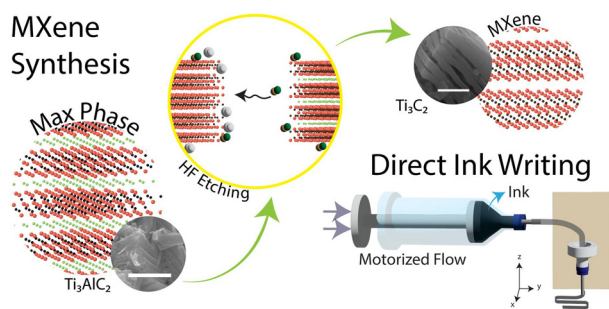 MXene
Synthesis
Max Phase
Ti₃AlC₂
HF Etching
MXene
Ti₃C₂
Direct Ink Writing
Ink
Motorized Flow
z
y
x